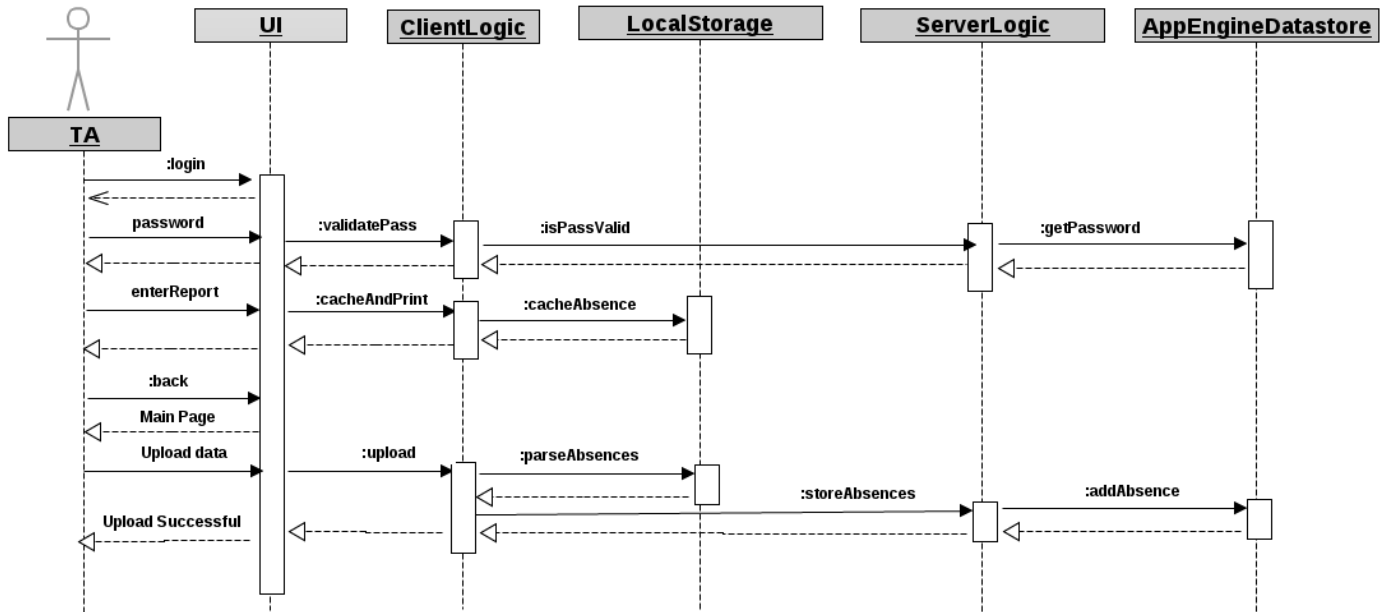 UI
ClientLogic
LocalStorage
ServerLogic
AppEngineDatastore
TA
:login
password
:validatePass
:isPassValid
:getPassword
enterReport
:cacheAndPrint
:cacheAbsence
:back
Main Page
Upload data
:upload
:parseAbsences
:storeAbsences
:addAbsence
Upload Successful